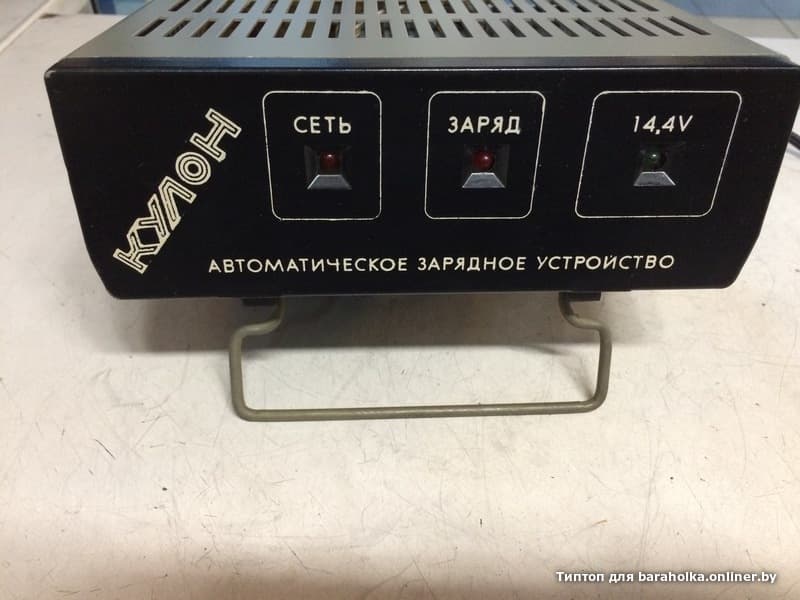 КУЛОН
СЕТЬ
ЗАРЯД
14,4V
АВТОМАТИЧЕСКОЕ ЗАРЯДНОЕ УСТРОЙСТВО
Типтоп для baraholka.onliner.by